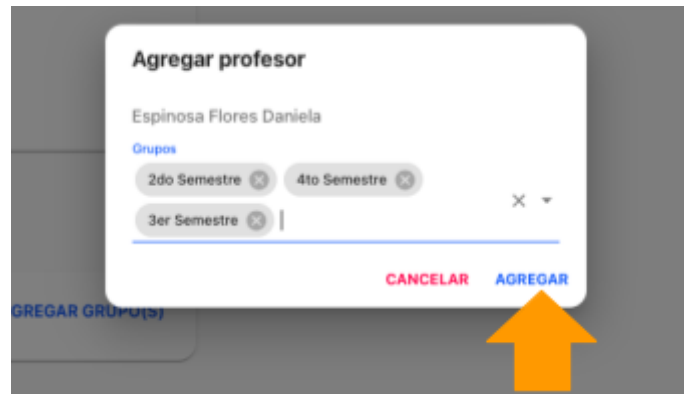 Agregar profesor
Espinosa Flores Daniela
Grupos
2do Semestre 4to Semestre
3er Semestre
CANCELAR AGREGAR
GREGAR GRUPO(S)